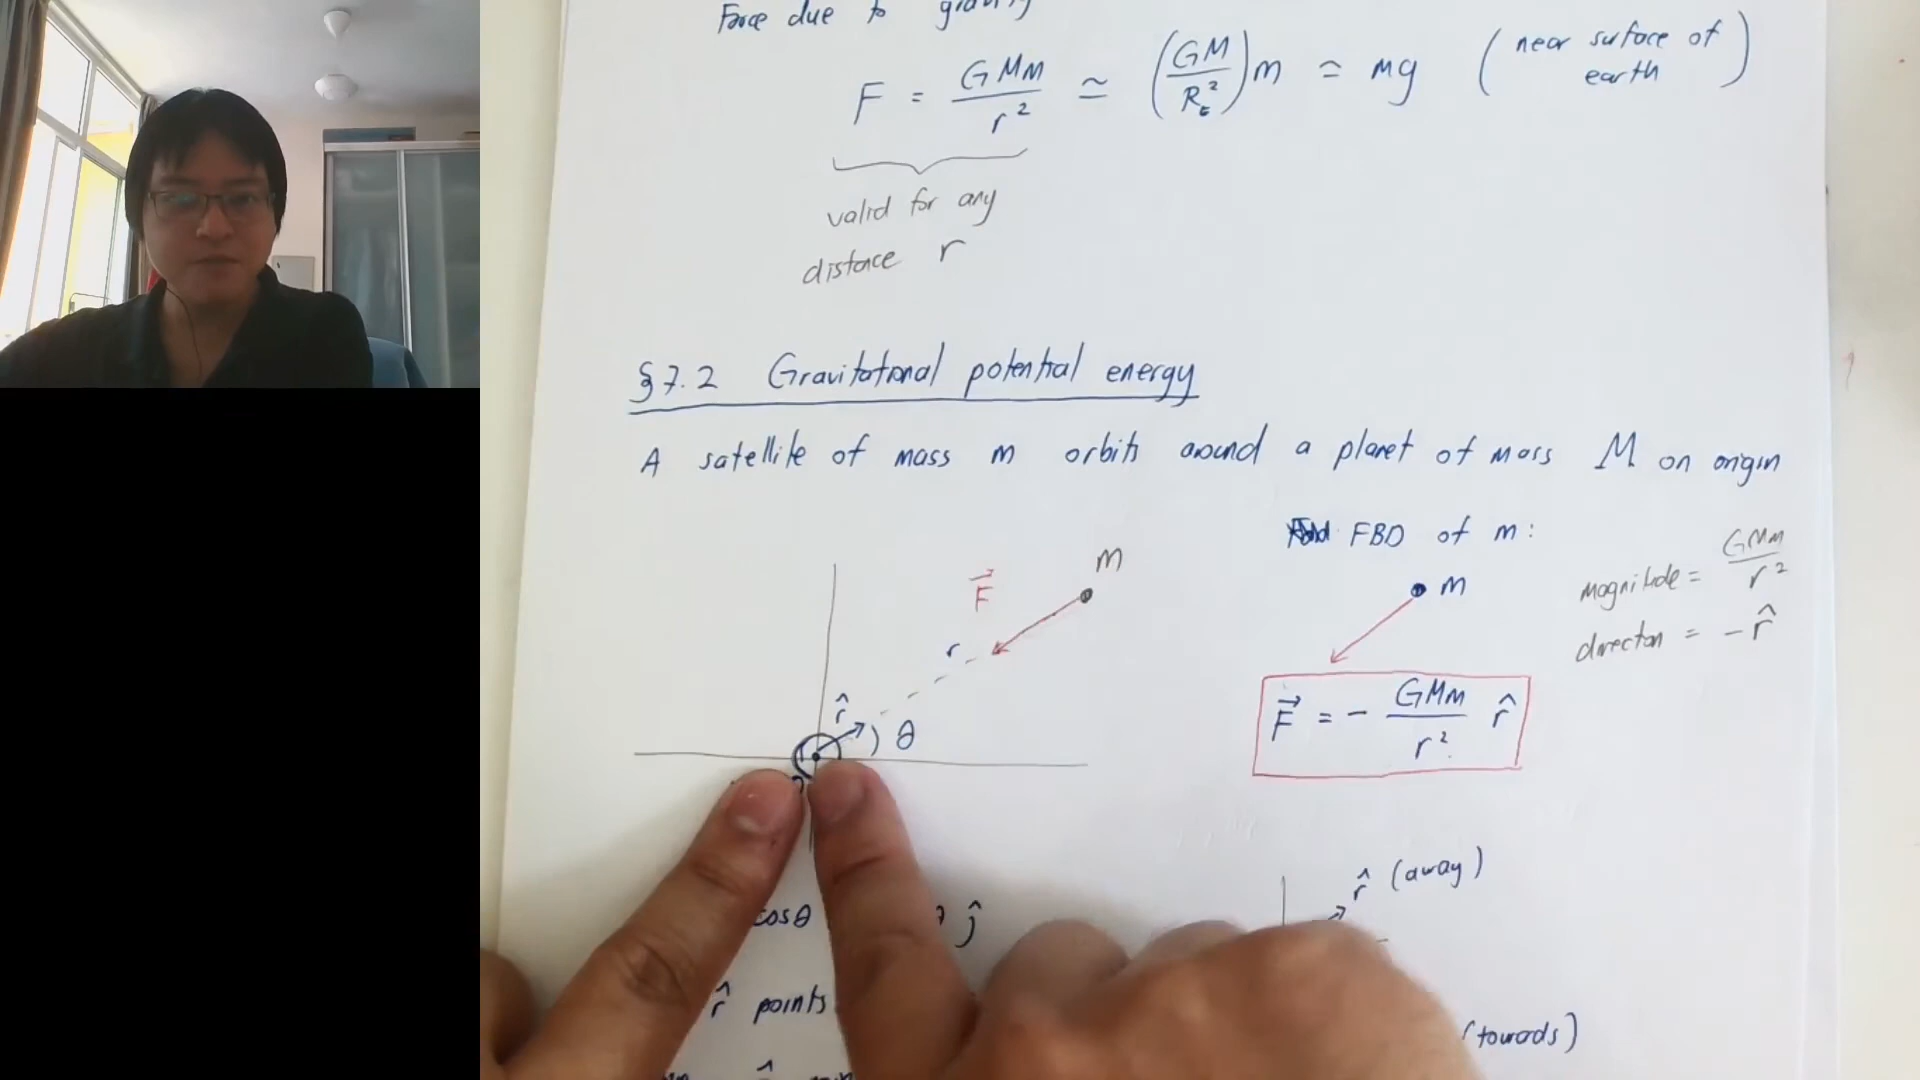 Force due to gravity
F = GMm / r² ≃ (GM / R_E²) m = mg (near surface of earth)
valid for any
distance r
§7.2 Gravitational potential energy
A satellite of mass m orbits around a planet of mass M on origin
FBD of m:
m
F⃗
r
r̂
θ
m
magnitude = GMm / r²
direction = - r̂
F⃗ = - GMm / r² r̂
r̂ (away)
cosθ ĵ
r̂ points
(towards)